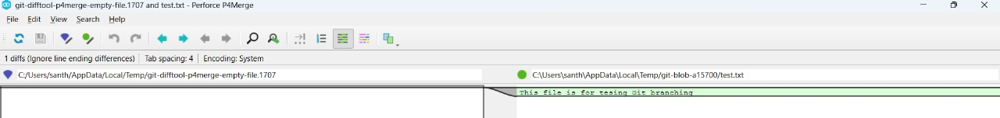 git-difftool-p4merge-empty-file.1707 and test.txt - Perforce P4Merge
File Edit View Search Help
1 diffs (Ignore line ending differences) Tab spacing: 4 Encoding: System
C:/Users/santh/AppData/Local/Temp/git-difftool-p4merge-empty-file.1707 C:\Users\santh\AppData\Local\Temp/git-blob-a15700/test.txt
This file is for tesing Git branching